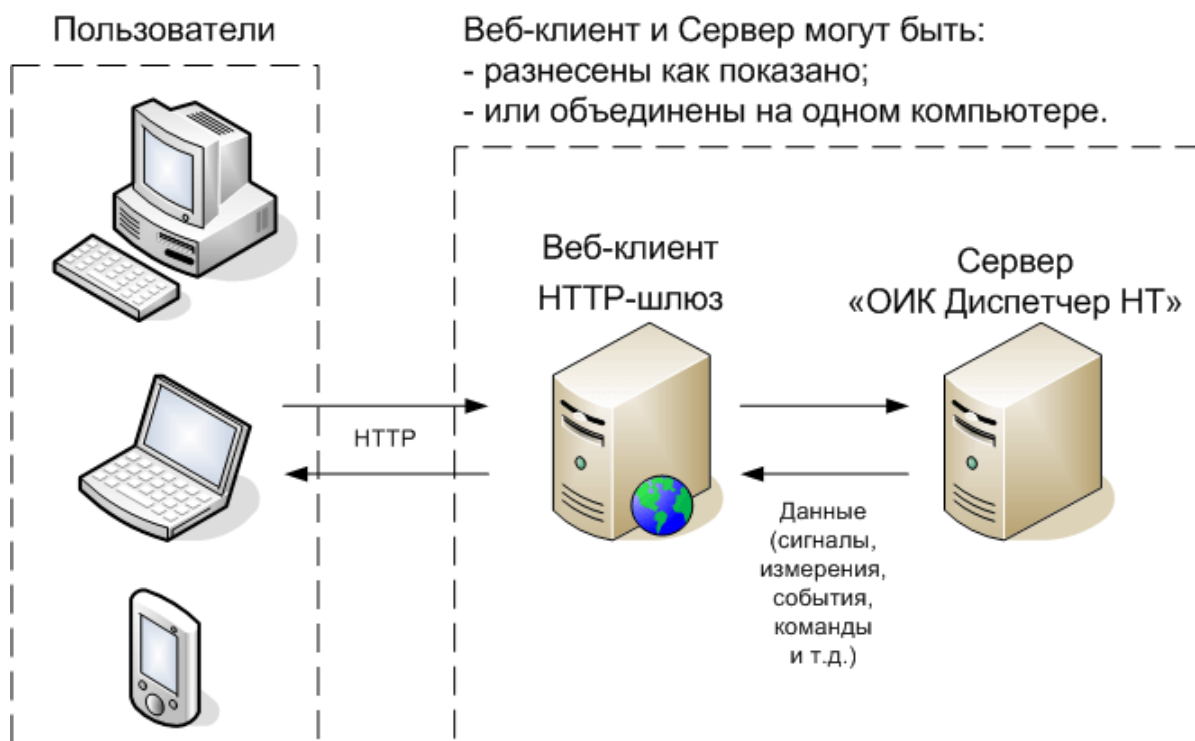 Пользователи
Веб-клиент и Сервер могут быть:
- разнесены как показано;
- или объединены на одном компьютере.
Веб-клиент
HTTP-шлюз
Сервер
«ОИК Диспетчер НТ»
HTTP
Данные
(сигналы,
измерения,
события,
команды
и т.д.)